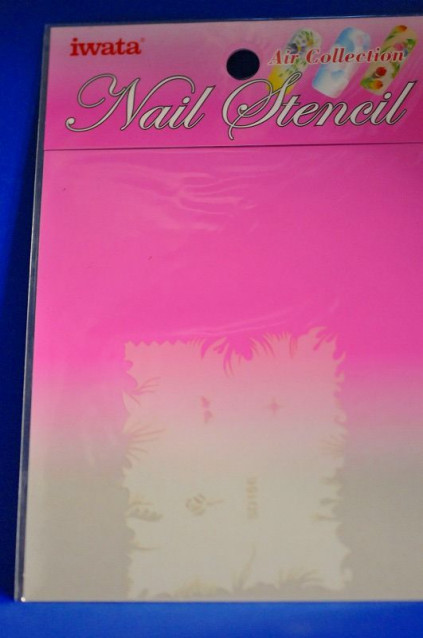 iwata®
Air Collection
Nail Stencil